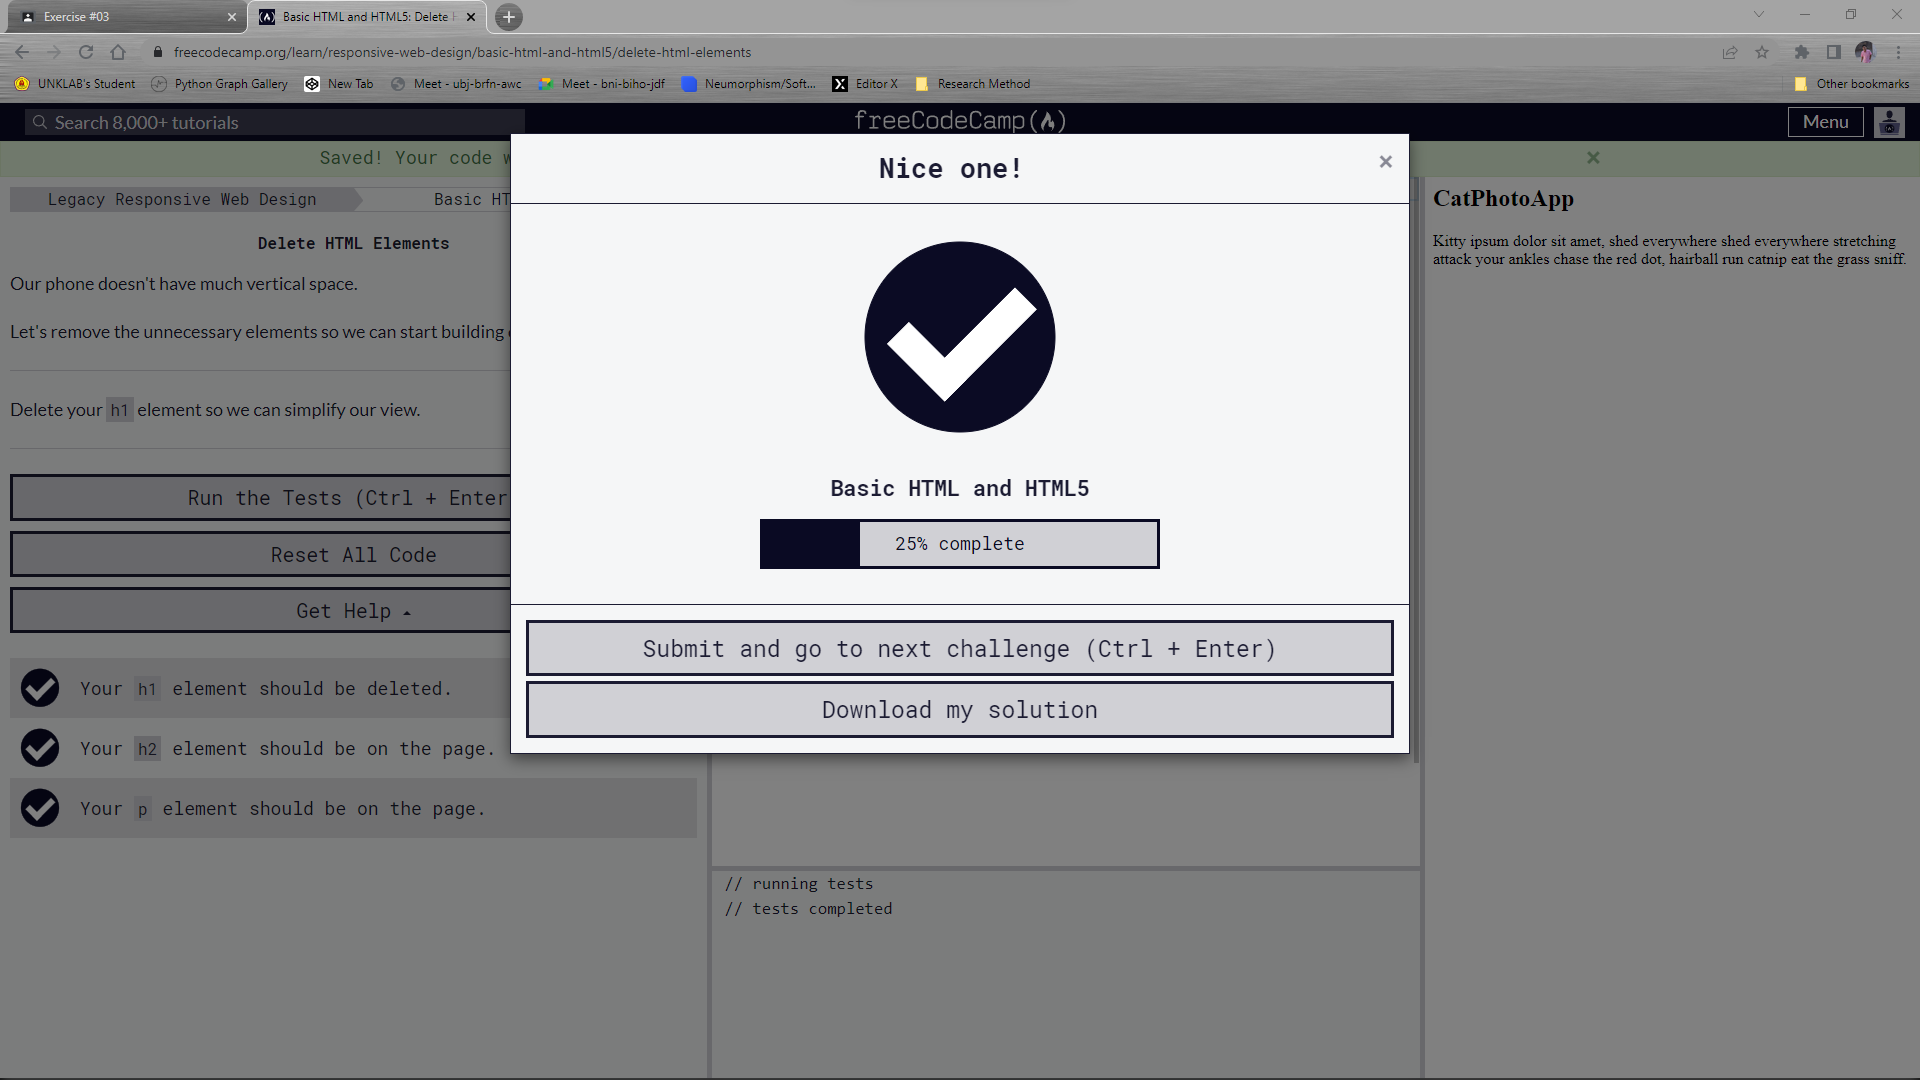 Exercise #03
Basic HTML and HTML5: Delete
freecodecamp.org/learn/responsive-web-design/basic-html-and-html5/delete-html-elements
UNKLAB's Student
Python Graph Gallery
New Tab
Meet - ubj-brfn-awc
Meet - bni-biho-jdf
Neumorphism/Soft...
Editor X
Research Method
Other bookmarks
Search 8,000+ tutorials
freeCodeCamp
Menu
Saved! Your code
Nice one!
×
Legacy Responsive Web Design
Basic
Delete HTML Elements
Our phone doesn't have much vertical space.
Let's remove the unnecessary elements so we can start building
Delete your h1 element so we can simplify our view.
Run the Tests (Ctrl + Enter
Reset All Code
Get Help
Your h1 element should be deleted.
Your h2 element should be on the page.
Your p element should be on the page.
Basic HTML and HTML5
25% complete
Submit and go to next challenge (Ctrl + Enter)
Download my solution
// running tests
// tests completed
CatPhotoApp
Kitty ipsum dolor sit amet, shed everywhere shed everywhere stretching
attack your ankles chase the red dot, hairball run catnip eat the grass sniff.